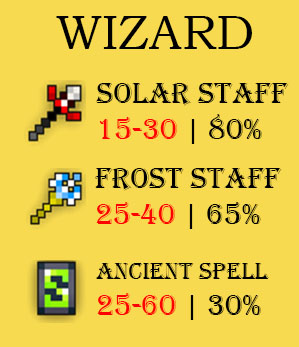 WIZARD
SOLAR STAFF
15-30 | 80%
FROST STAFF
25-40 | 65%
ANCIENT SPELL
25-60 | 30%